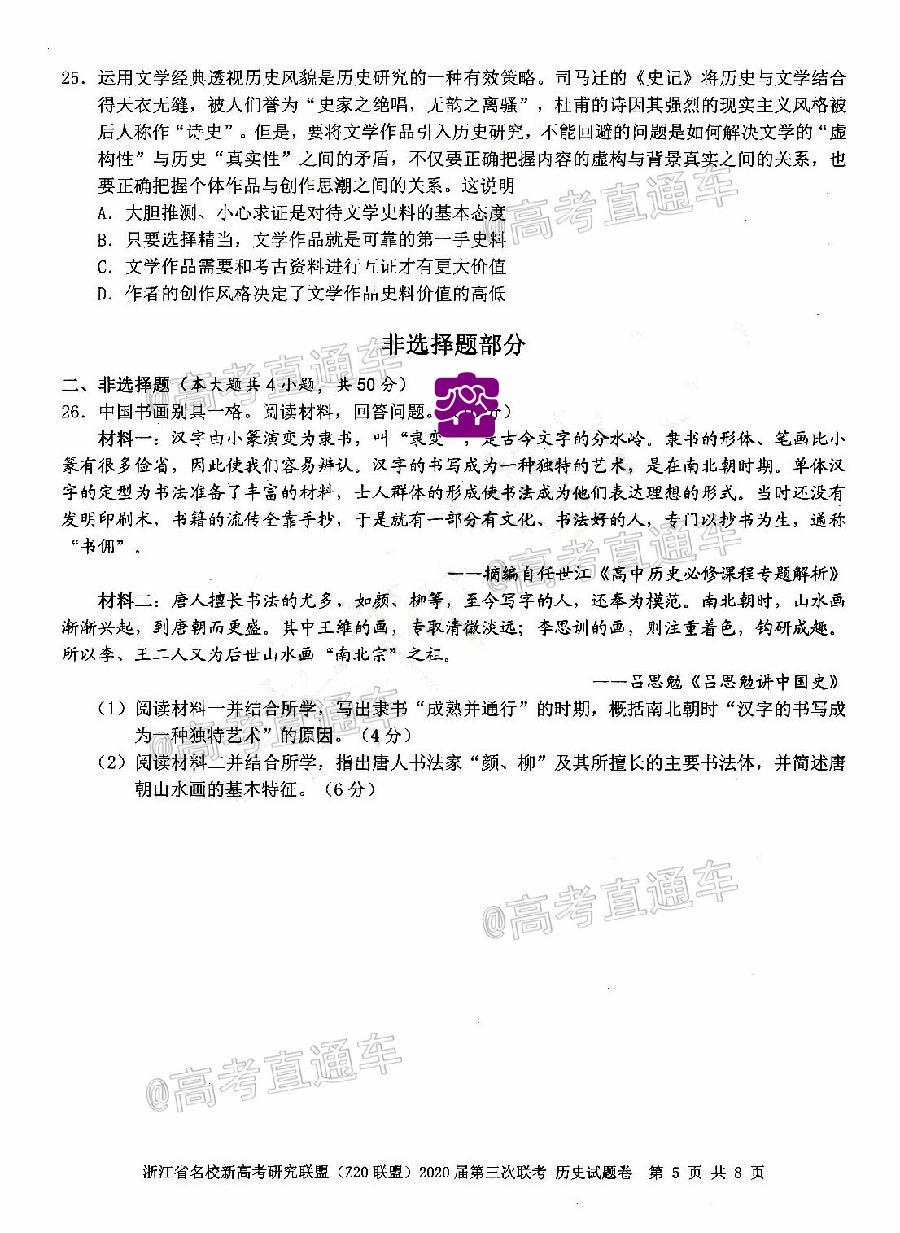 25．运用文学经典透视历史风貌是历史研究的一种有效策略。司马迁的《史记》将历史与文学结合
得天衣无缝，被人们誉为“史家之绝唱，无韵之离骚”，杜甫的诗因其强烈的现实主义风格被
后人称作“诗史”。但是，要将文学作品引入历史研究，不能回避的问题是如何解决文学的“虚
构性”与历史“真实性”之间的矛盾，不仅要正确把握内容的虚构与背景真实之间的关系，也
要正确把握个体作品与创作思潮之间的关系。这说明
A．大胆推测、小心求证是对待文学史料的基本态度
B．只要选择精当，文学作品就是可靠的第一手史料
C．文学作品需要和考古资料进行互证才有更大价值
D．作者的创作风格决定了文学作品史料价值的高低
非选择题部分
二、非选择题（本大题共4小题，共50分）
26．中国书画别具一格。阅读材料，回答问题。 分）
材料一：汉字由小篆演变为隶书，叫“隶变”，是古今文字的分水岭。隶书的形体、笔画比小
篆有很多俭省，因此使我们容易辨认。汉字的书写成为一种独特的艺术，是在南北朝时期。单体汉
字的定型为书法准备了丰富的材料，士人群体的形成使书法成为他们表达理想的形式。当时还没有
发明印刷术，书籍的流传全靠手抄，于是就有一部分有文化、书法好的人，专门以抄书为生，通称
“书佣”。
——摘编自任世江《高中历史必修课程专题解析》
材料二：唐人擅长书法的尤多，如颜、柳等，至今写字的人，还奉为模范。南北朝时，山水画
渐渐兴起，到唐朝而更盛。其中王维的画，专取清微淡远；李思训的画，则注重着色，钩研成趣。
所以李、王二人又为后世山水画“南北宗”之祖。
——吕思勉《吕思勉讲中国史》
（1）阅读材料一并结合所学，写出隶书“成熟并通行”的时期，概括南北朝时“汉字的书写成
为一种独特艺术”的原因。（4分）
（2）阅读材料二并结合所学，指出唐人书法家“颜、柳”及其所擅长的主要书法体，并简述唐
朝山水画的基本特征。（6分）
@高考直通车
@高考直通车
@高考直通车
@高考直通车
@高考直通车
@高考直通车
浙江省名校新高考研究联盟（Z20联盟）2020届第三次联考 历史试题卷 第 5 页 共 8 页